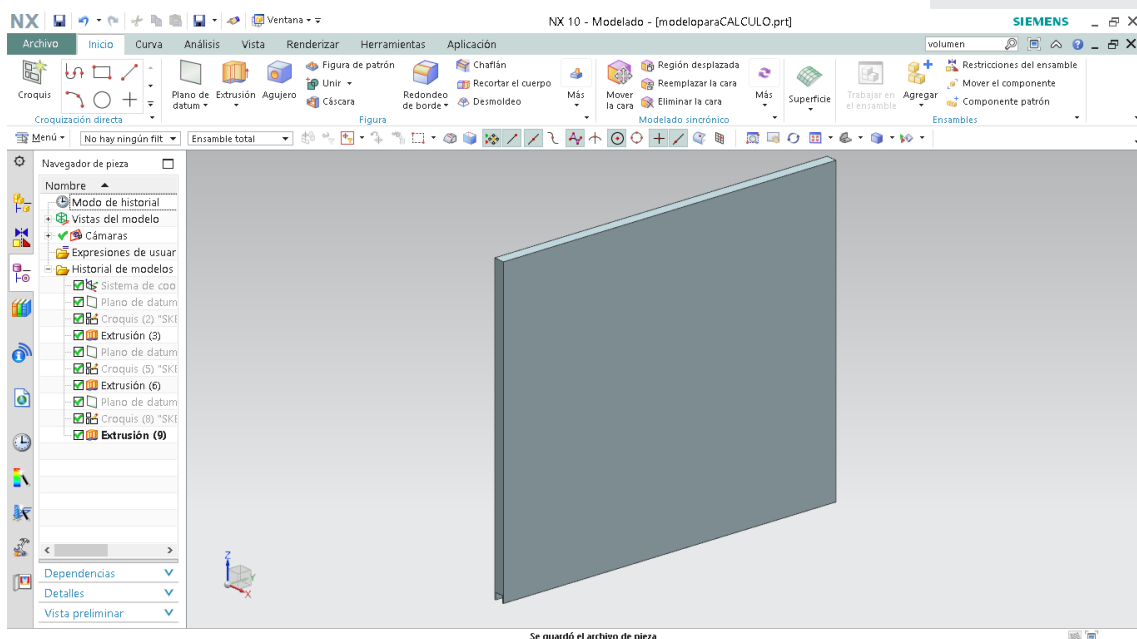 NX Ventana NX 10 - Modelado - [modeloparaCALCULO.prt] SIEMENS
Archivo Inicio Curva Análisis Vista Renderizar Herramientas Aplicación volumen
Croquis
Plano de datum Extrusión Agujero
Figura de patrón
Unir
Cáscara
Redondeo de borde
Chaflán
Recortar el cuerpo
Desmoldeo
Más
Mover la cara
Región desplazada
Reemplazar la cara
Eliminar la cara
Más
Superficie
Trabajar en el ensamble
Agregar
Restricciones del ensamble
Mover el componente
Componente patrón
Croquización directa Figura Modelado sincrónico Ensambles
Menú No hay ningún filt Ensamble total
Navegador de pieza
Nombre
Modo de historial
Vistas del modelo
Cámaras
Expresiones de usuar
Historial de modelos
Sistema de coo
Plano de datum
Croquis (2) "SKE
Extrusión (3)
Plano de datum
Croquis (5) "SKE
Extrusión (6)
Plano de datum
Croquis (8) "SKE
Extrusión (9)
Dependencias
Detalles
Vista preliminar
Z
Y
X
Se guardó el archivo de pieza